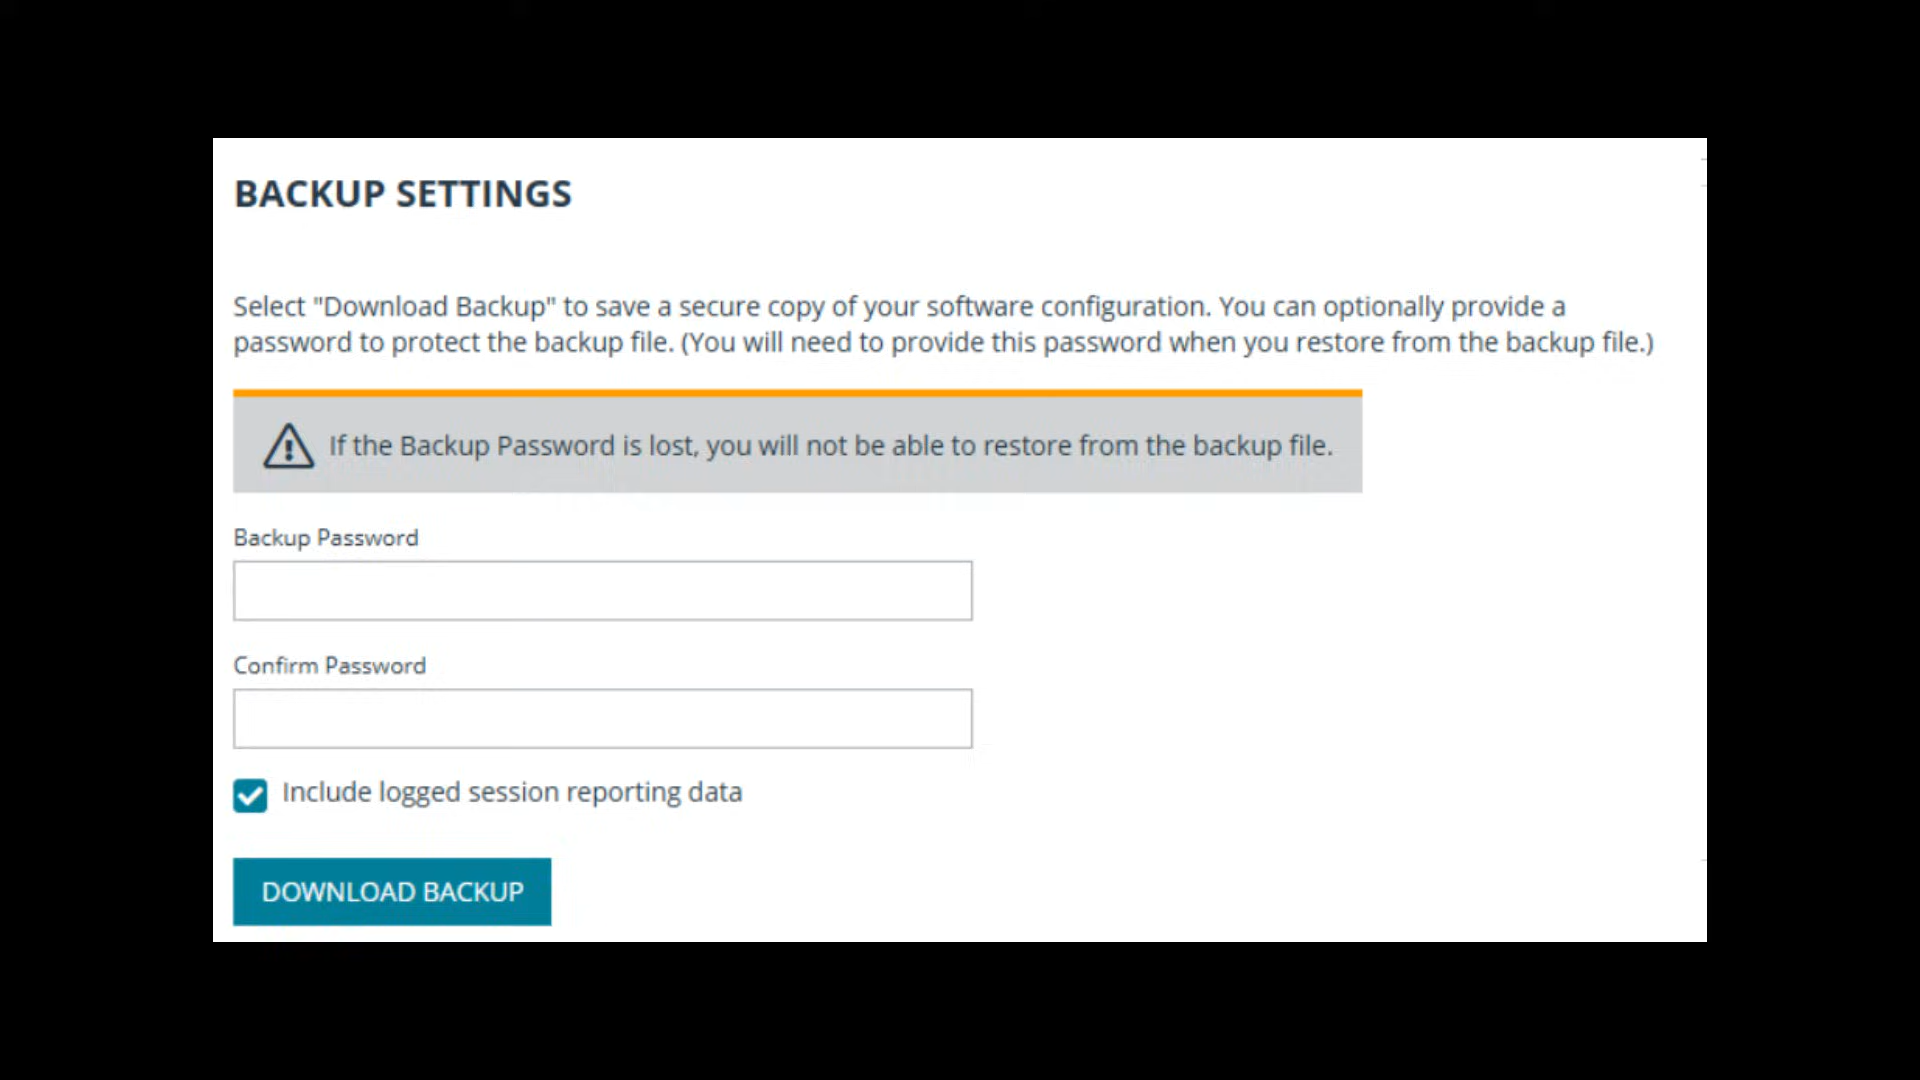 BACKUP SETTINGS
Select "Download Backup" to save a secure copy of your software configuration. You can optionally provide a
password to protect the backup file. (You will need to provide this password when you restore from the backup file.)
If the Backup Password is lost, you will not be able to restore from the backup file.
Backup Password
Confirm Password
Include logged session reporting data
DOWNLOAD BACKUP